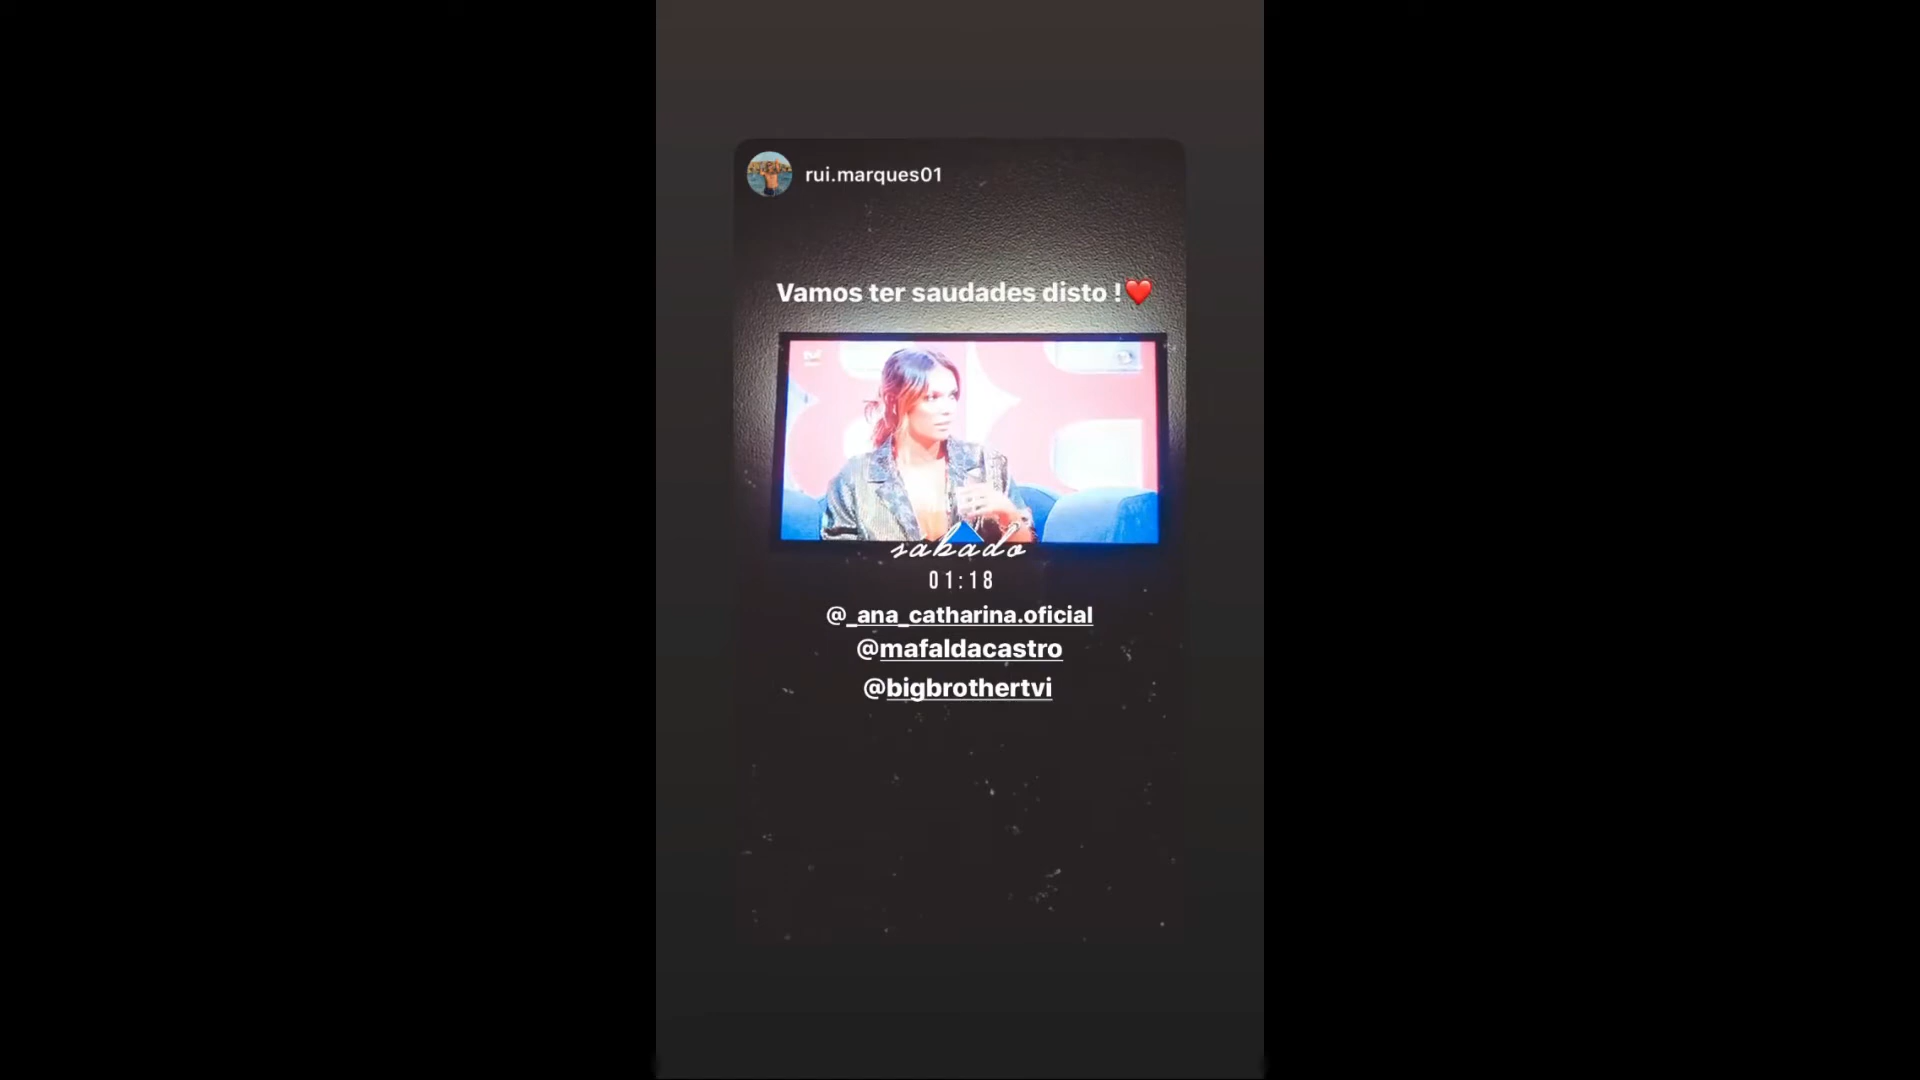 rui.marques01
Vamos ter saudades disto !❤️
sabado
01:18
@_ana_catharina.oficial
@mafaldacastro
@bigbrothertvi